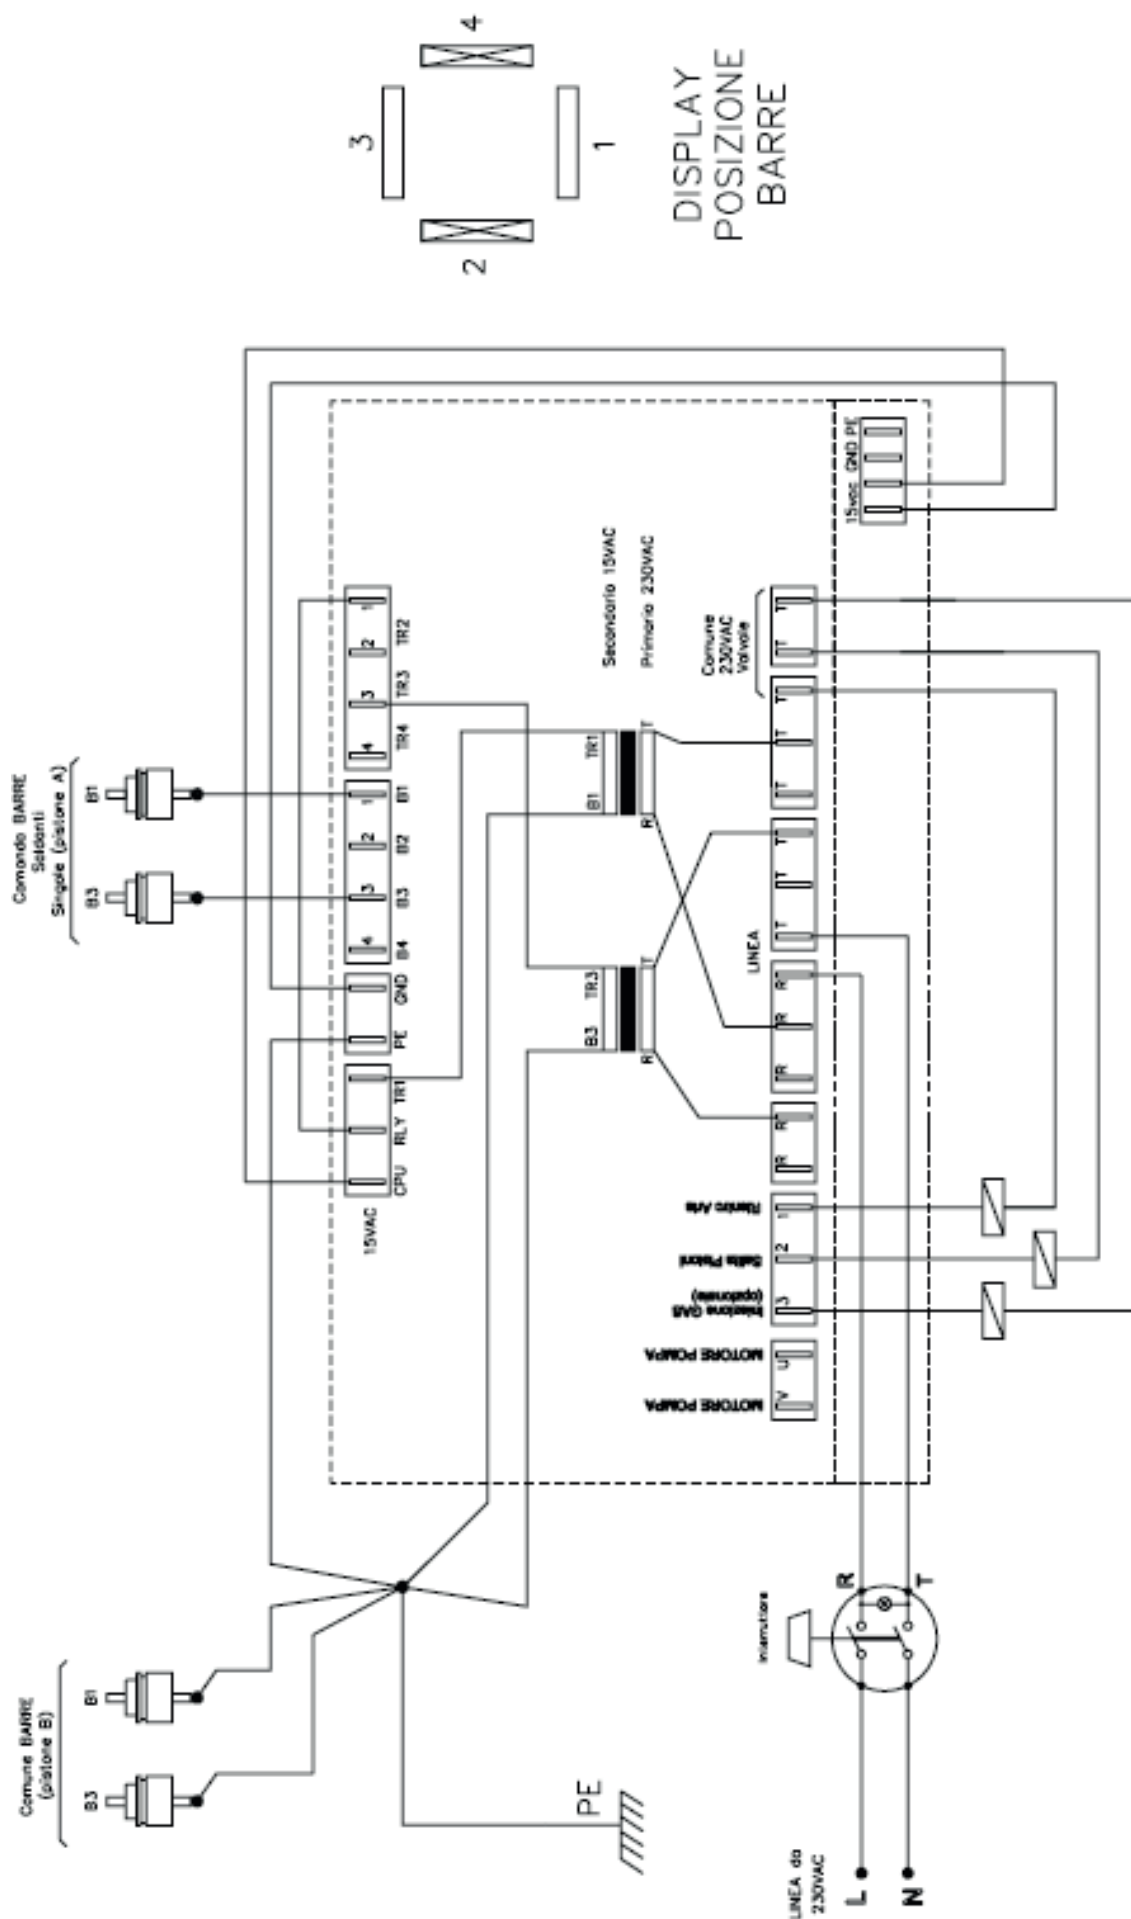 DISPLAY
POSIZIONE
BARRE
1
2
3
4
Comune BARRE
(pistone B)
B3
B1
Comando BARRE
Saldanti
Singole (pistone A)
B3
B1
15VAC
CPU
RLY
TR1
PE
GND
4
3
2
1
B4
B3
B2
B1
4
3
2
1
TR4
TR3
TR2
B3
TR3
R
T
B1
TR1
R
T
Secondario 15VAC
Primario 230VAC
MOTORE POMPA
MOTORE POMPA
Iniezione GAS
(opzionale)
Salita Pistoni
Rientro Aria
V
U
3
2
1
R
R
R
R
R
LINEA
T
T
T
T
T
T
T
T
Comune
230VAC
Valvole
15vac
GND
PE
Interruttore
R
T
PE
LINEA da
230VAC
L
N